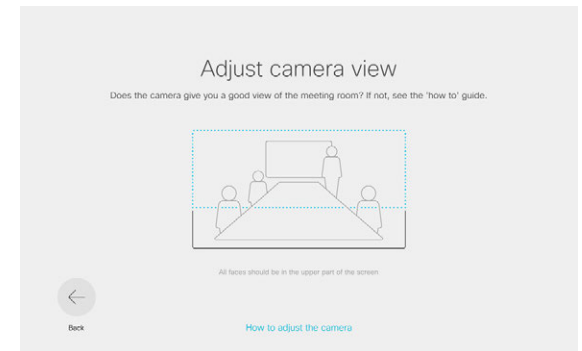 Adjust camera view
Does the camera give you a good view of the meeting room? If not, see the 'how to' guide.
All faces should be in the upper part of the screen
Back
How to adjust the camera